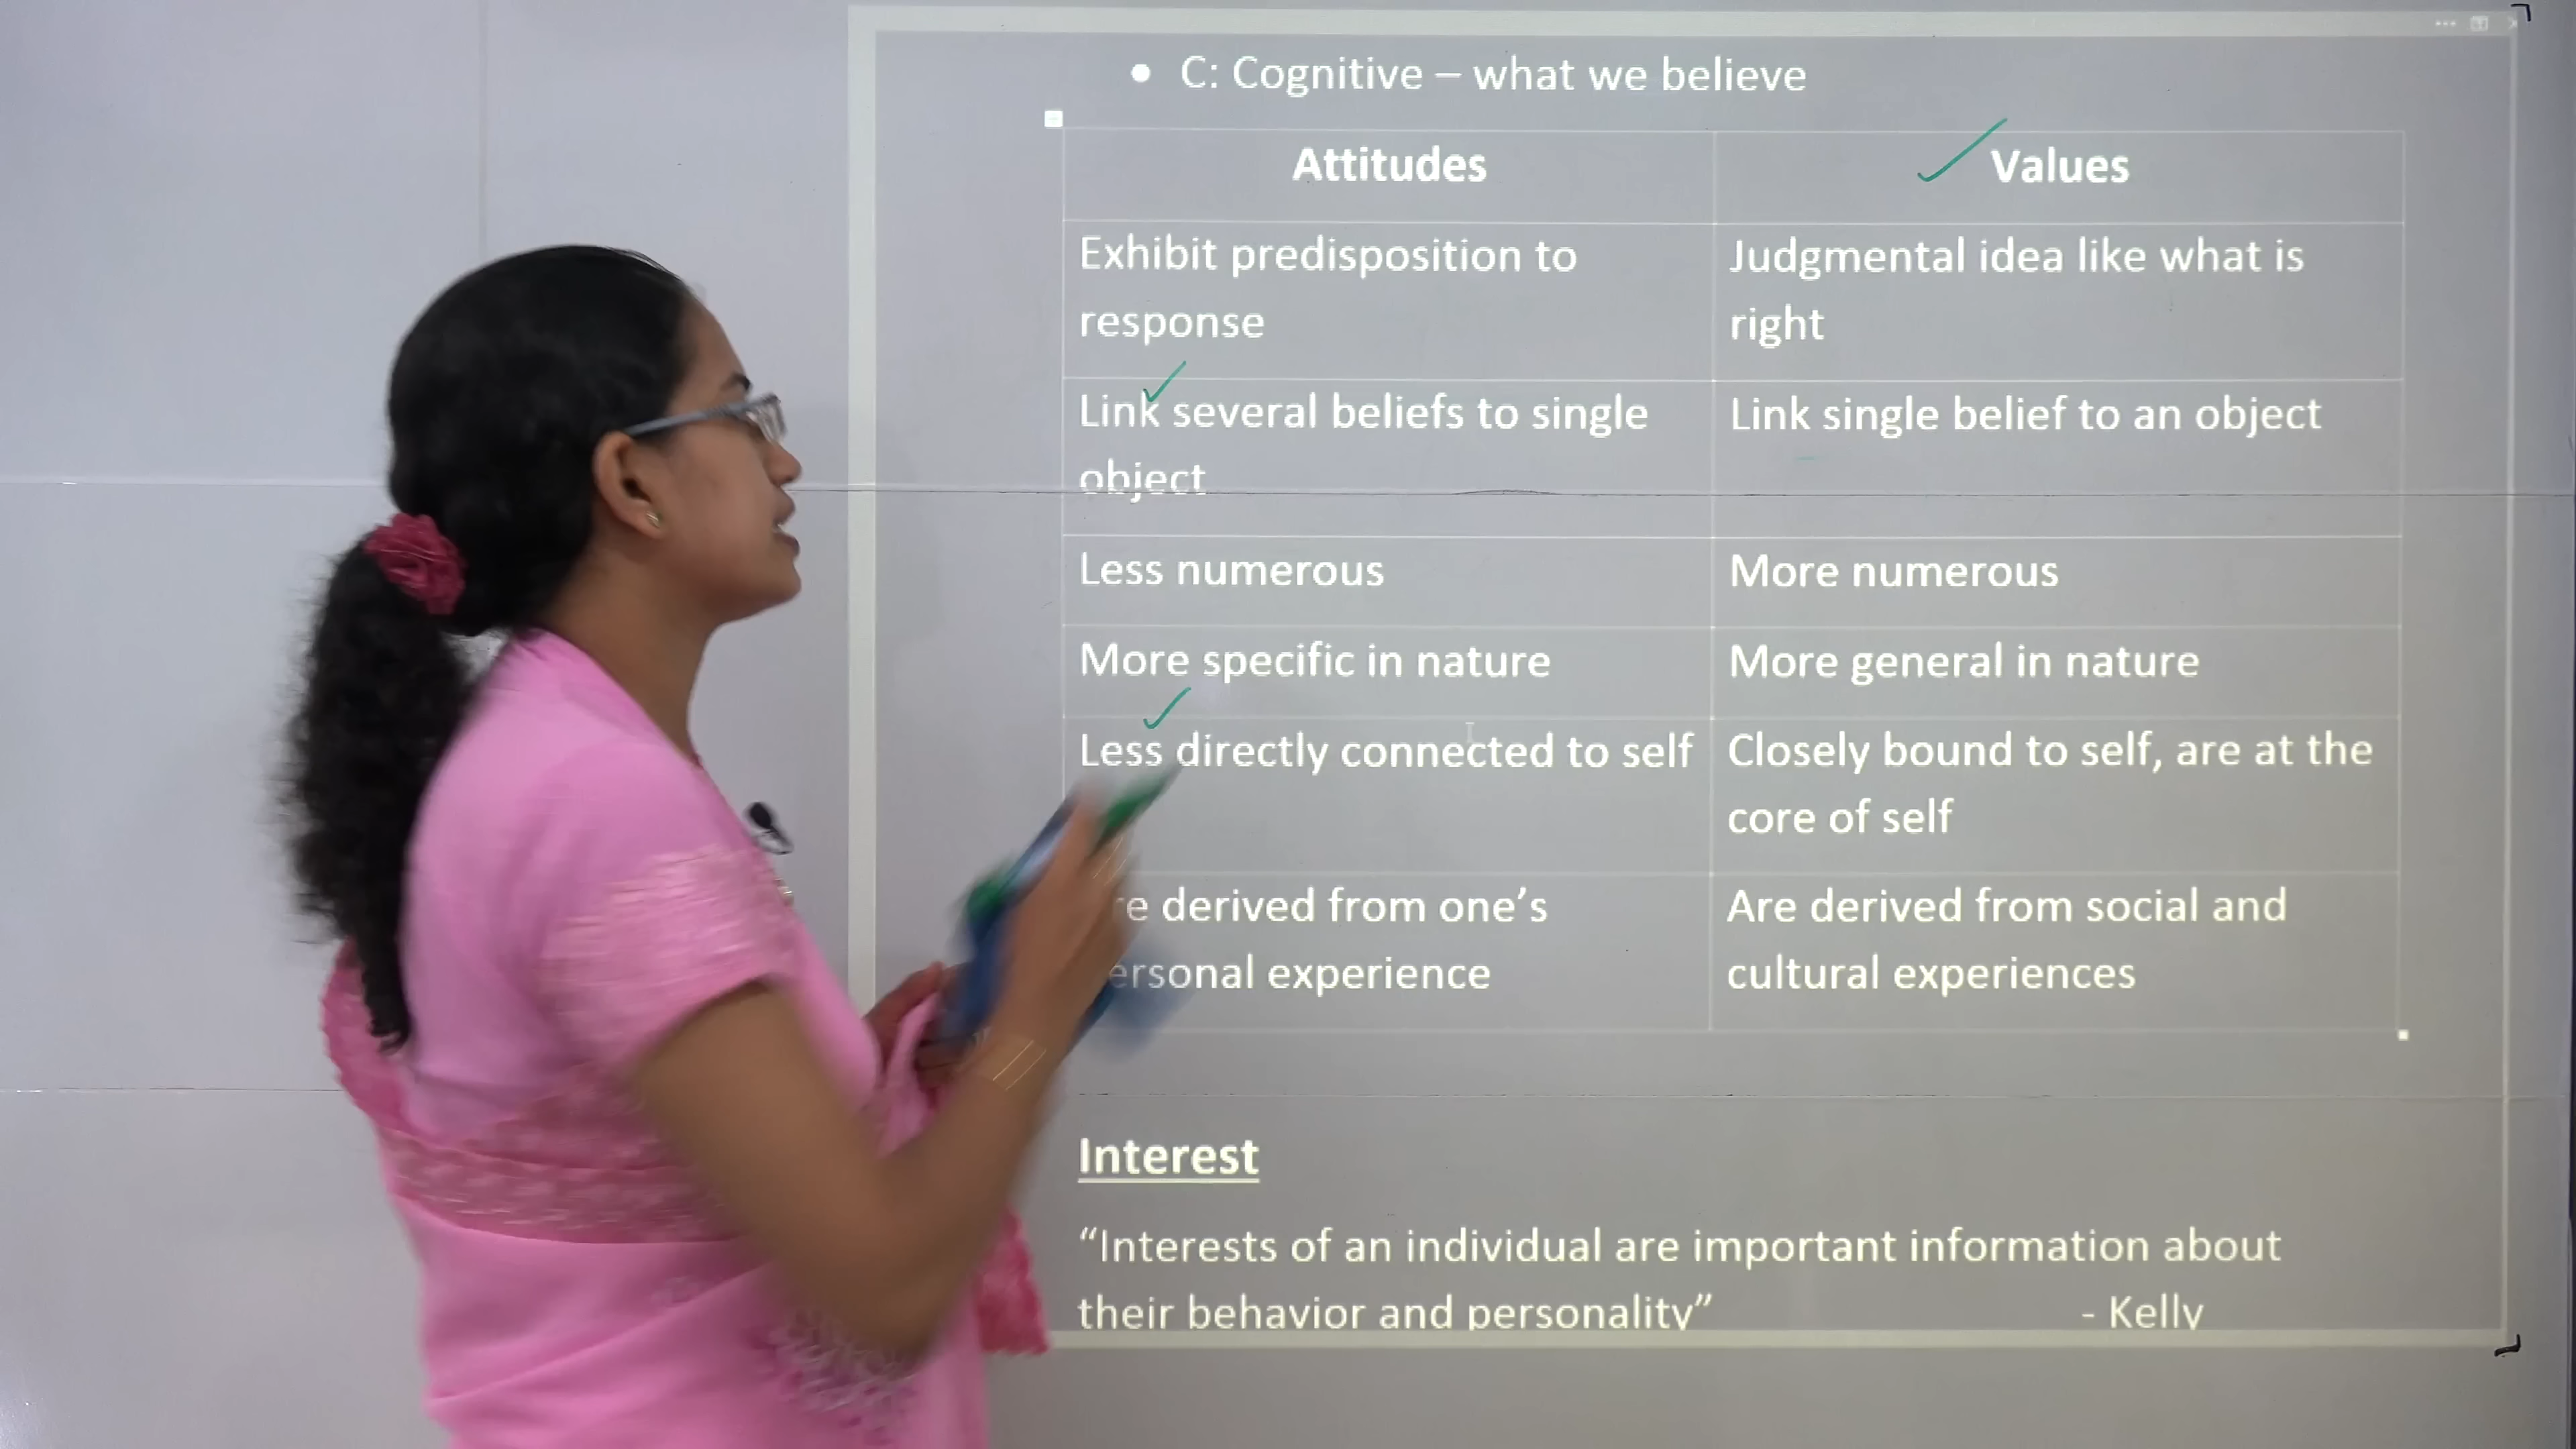 • C: Cognitive – what we believe
Attitudes
Values
Exhibit predisposition to
response
Judgmental idea like what is
right
Link several beliefs to single
object
Link single belief to an object
Less numerous
More numerous
More specific in nature
More general in nature
Less directly connected to self
Closely bound to self, are at the
core of self
derived from one’s
experience
Are derived from social and
cultural experiences
Interest
“Interests of an individual are important information about
their behavior and personality”
- Kelly